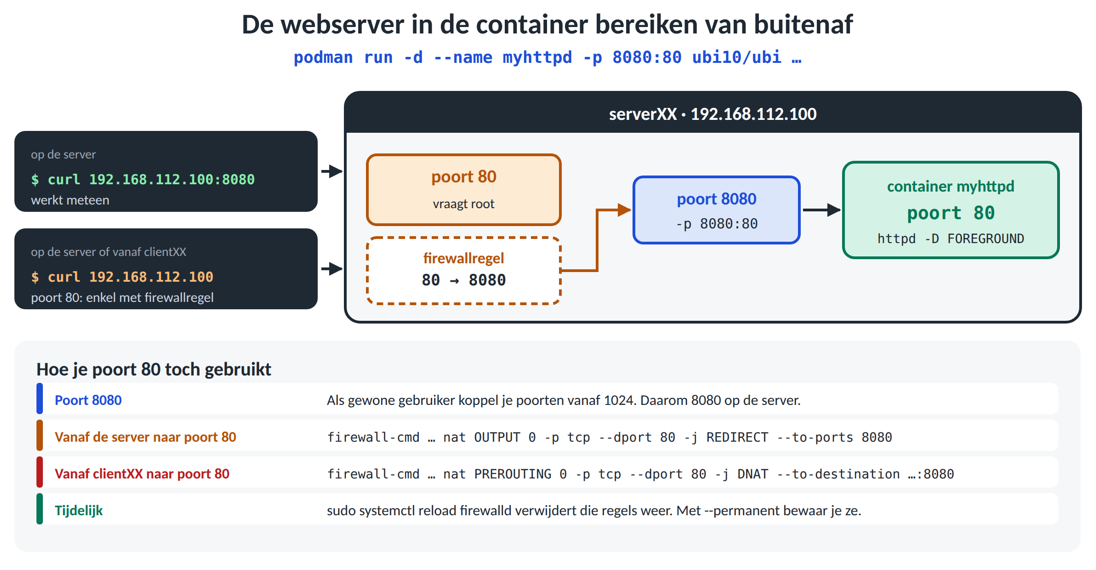 De webserver in de container bereiken van buitenaf
podman run -d --name myhttpd -p 8080:80 ubi10/ubi …
serverXX · 192.168.112.100
op de server
$ curl 192.168.112.100:8080
werkt meteen
op de server of vanaf clientXX
$ curl 192.168.112.100
poort 80: enkel met firewallregel
poort 80
vraagt root
firewallregel
80 → 8080
poort 8080
-p 8080:80
container myhttpd
poort 80
httpd -D FOREGROUND
Hoe je poort 80 toch gebruikt
Poort 8080
Als gewone gebruiker koppel je poorten vanaf 1024. Daarom 8080 op de server.
Vanaf de server naar poort 80
firewall-cmd … nat OUTPUT 0 -p tcp --dport 80 -j REDIRECT --to-ports 8080
Vanaf clientXX naar poort 80
firewall-cmd … nat PREROUTING 0 -p tcp --dport 80 -j DNAT --to-destination …:8080
Tijdelijk
sudo systemctl reload firewalld verwijdert die regels weer. Met --permanent bewaar je ze.